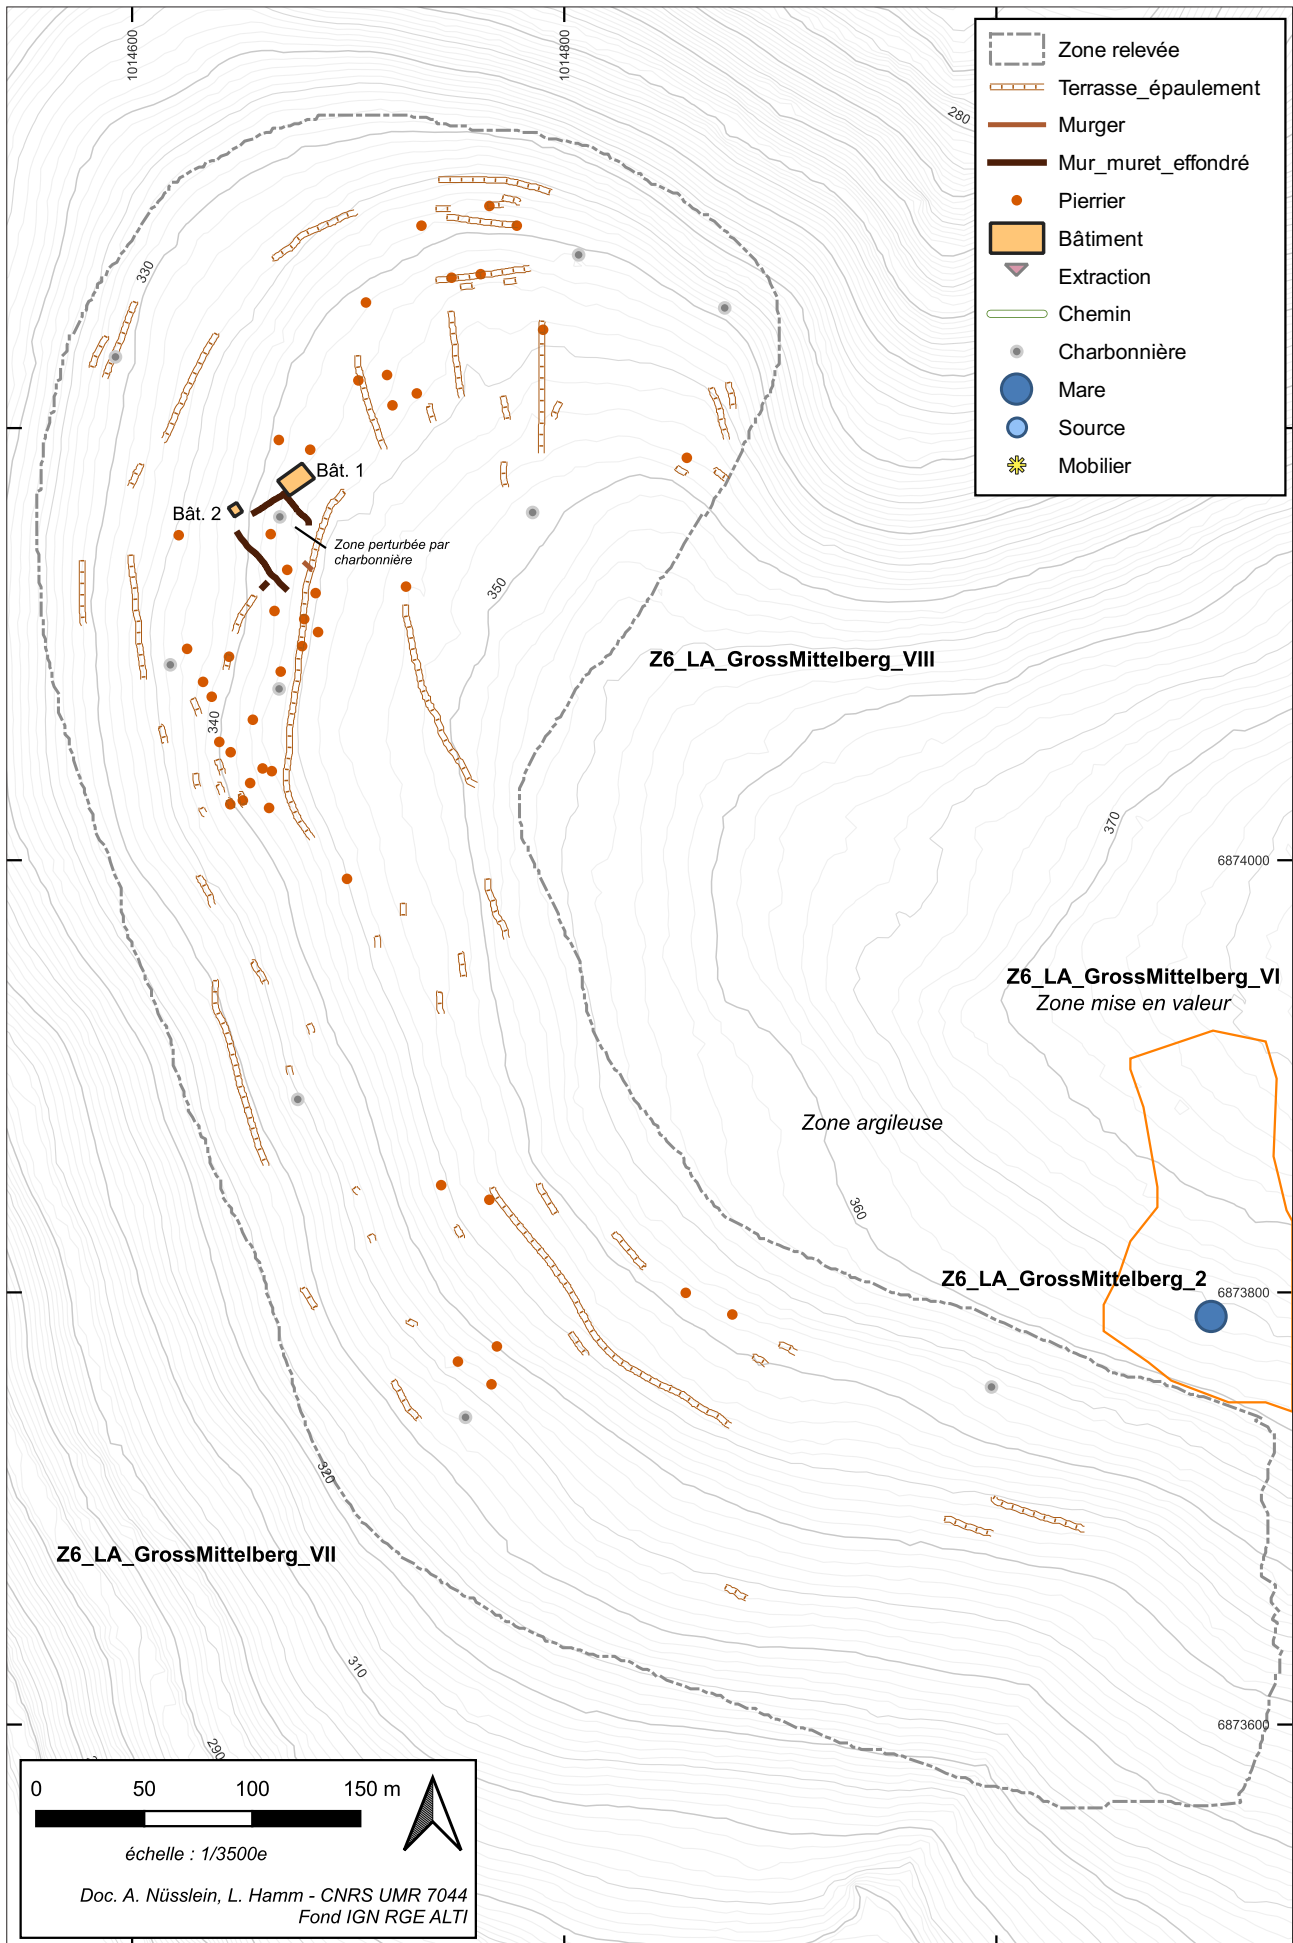 1014600
1014800
280
Zone relevée
Terrasse_épaulement
Murger
Mur_muret_effondré
Pierrier
Bâtiment
Extraction
Chemin
Charbonnière
Mare
Source
Mobilier
330
Bât. 1
Bât. 2
Zone perturbée par
charbonnière
350
Z6_LA_GrossMittelberg_VIII
340
370
6874000
Z6_LA_GrossMittelberg_VI
Zone mise en valeur
Zone argileuse
360
Z6_LA_GrossMittelberg_2
6873800
320
Z6_LA_GrossMittelberg_VII
310
6873600
290
0 50 100 150 m
échelle : 1/3500e
Doc. A. Nüsslein, L. Hamm - CNRS UMR 7044
Fond IGN RGE ALTI